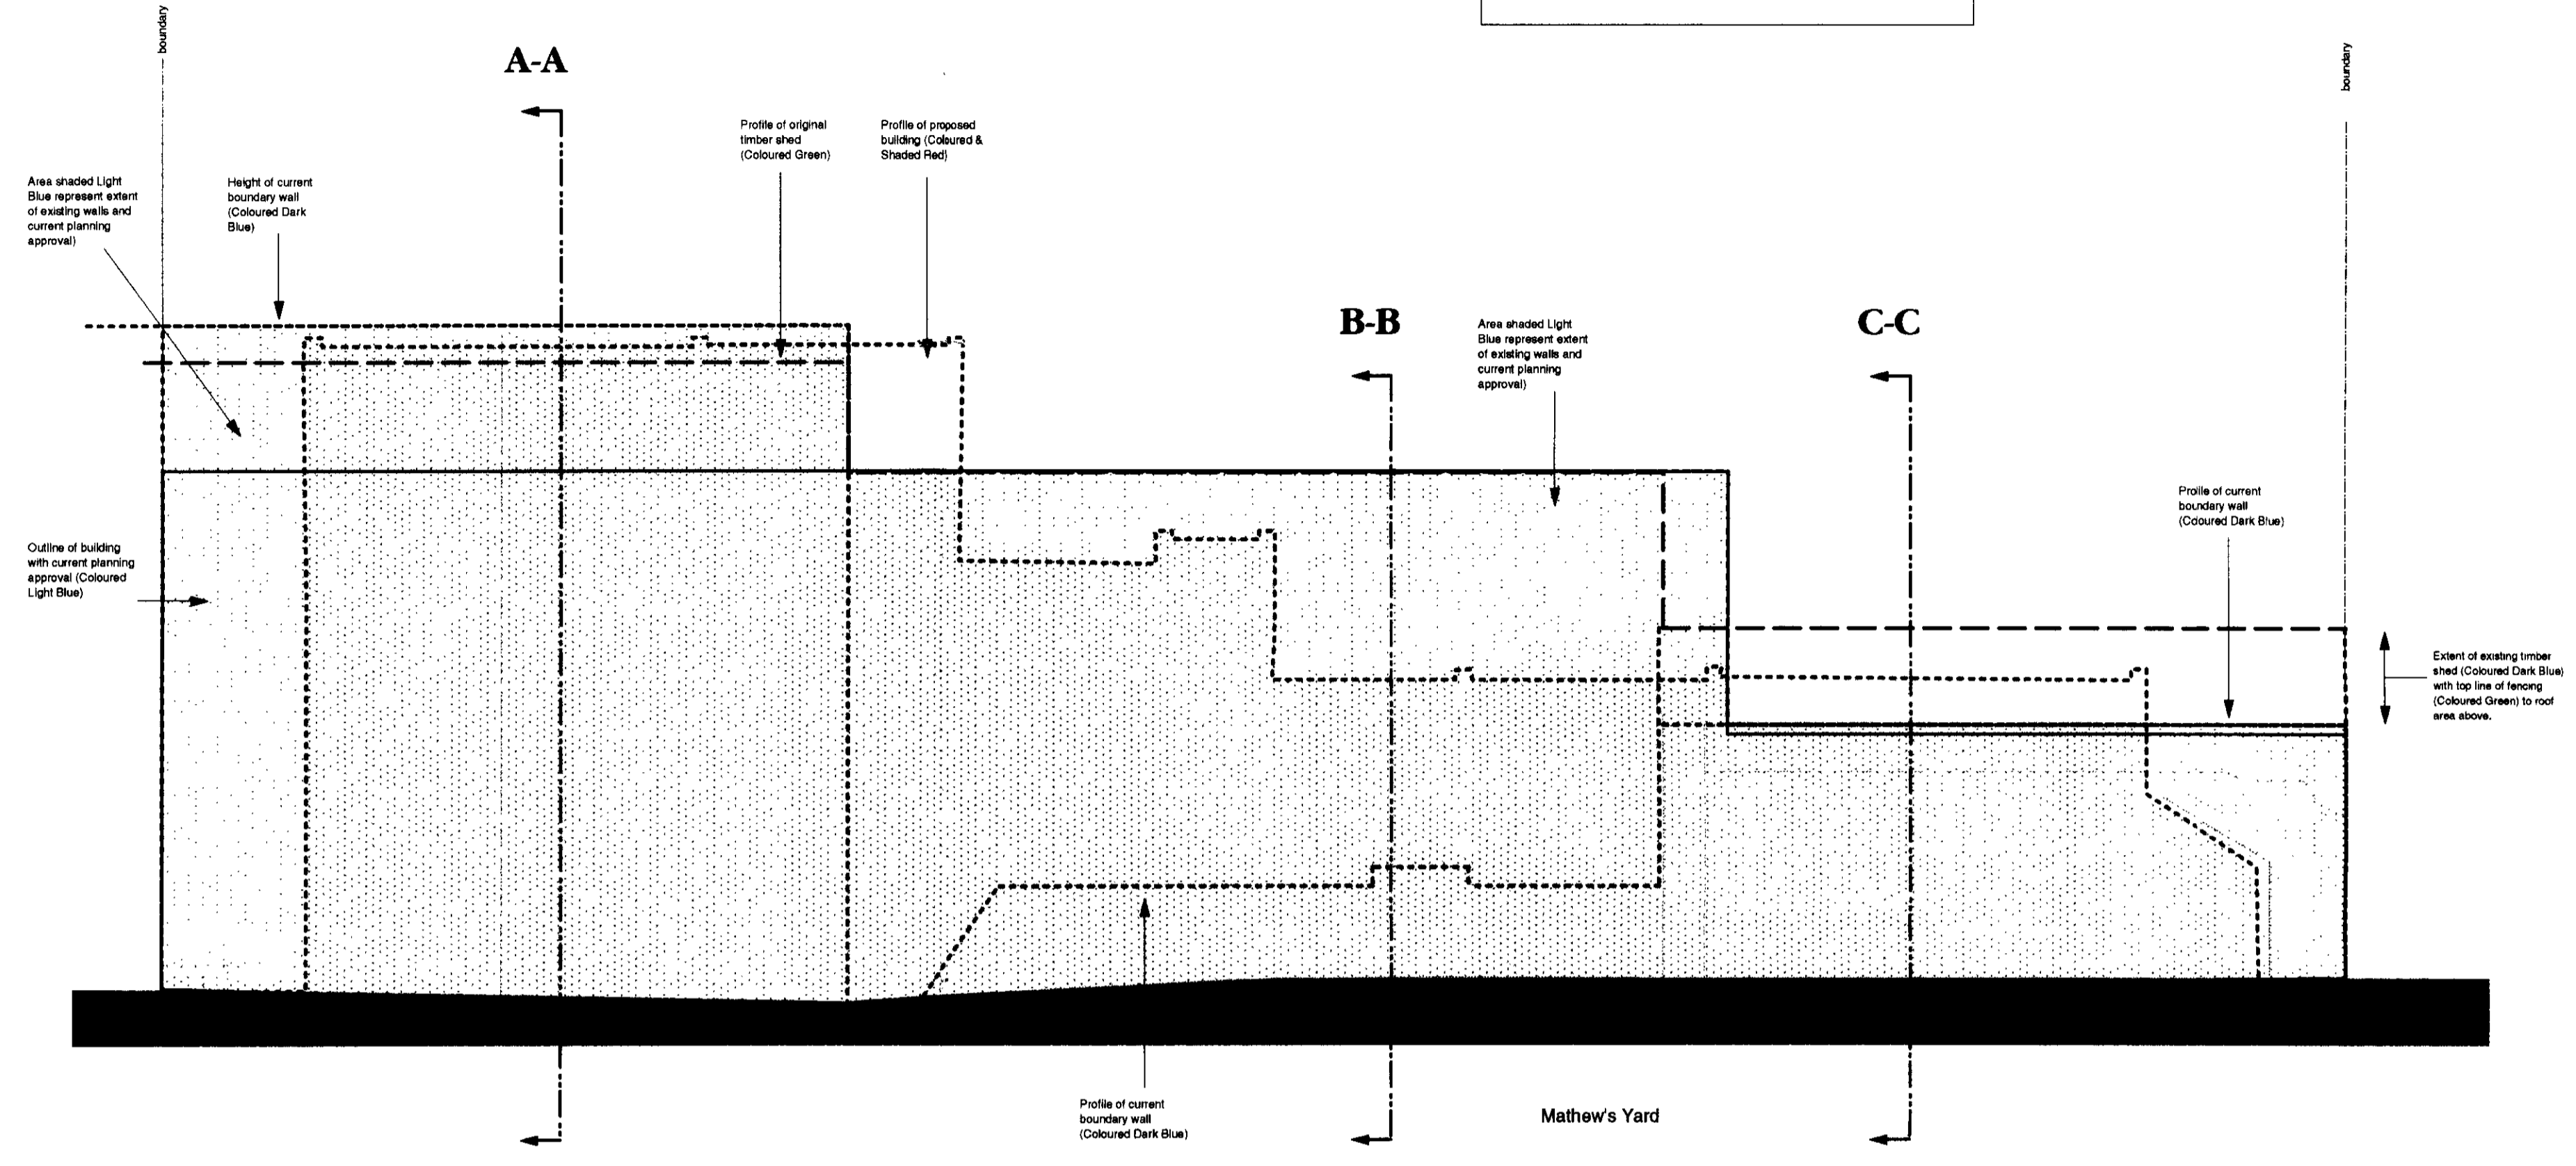 boundary
boundary
A-A
Profile of original
timber shed
(Coloured Green)
Profile of proposed
building (Coloured &
Shaded Red)
Area shaded Light
Blue represent extent
of existing walls and
current planning
approval)
Height of current
boundary wall
(Coloured Dark
Blue)
B-B
Area shaded Light
Blue represent extent
of existing walls and
current planning
approval)
C-C
Profile of current
boundary wall
(Coloured Dark Blue)
Outline of building
with current planning
approval (Coloured
Light Blue)
Extent of existing timber
shed (Coloured Dark Blue)
with top line of fencing
(Coloured Green) to roof
area above.
Profile of current
boundary wall
(Coloured Dark Blue)
Mathew's Yard